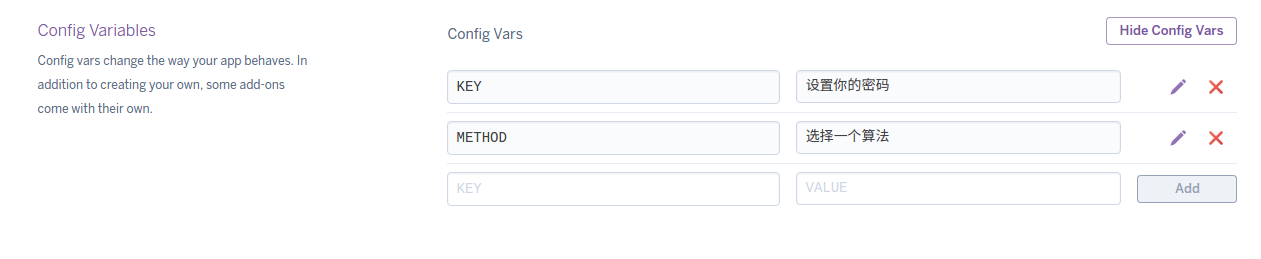 Config Variables
Config vars change the way your app behaves. In
addition to creating your own, some add-ons
come with their own.
Config Vars
Hide Config Vars
KEY
设置你的密码
METHOD
选择一个算法
KEY
VALUE
Add